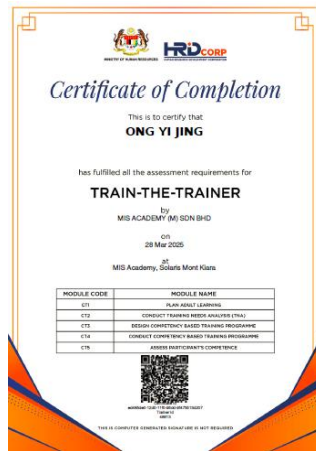 MINISTRY OF HUMAN RESOURCES
HRD CORP
Certificate of Completion
This is to certify that
ONG YI JING
has fulfilled all the assessment requirements for
TRAIN-THE-TRAINER
by
MIS ACADEMY (M) SDN BHD
on
28 Mar 2025
at
MIS Academy, Solaris Mont Kiara
MODULE CODE MODULE NAME
CT1 PLAN ADULT LEARNING
CT2 CONDUCT TRAINING NEEDS ANALYSIS (TNA)
CT3 DESIGN COMPETENCY BASED TRAINING PROGRAMME
CT4 CONDUCT COMPETENCY BASED TRAINING PROGRAMME
CT5 ASSESS PARTICIPANT'S COMPETENCE
THIS IS COMPUTER GENERATED SIGNATURE IS NOT REQUIRED